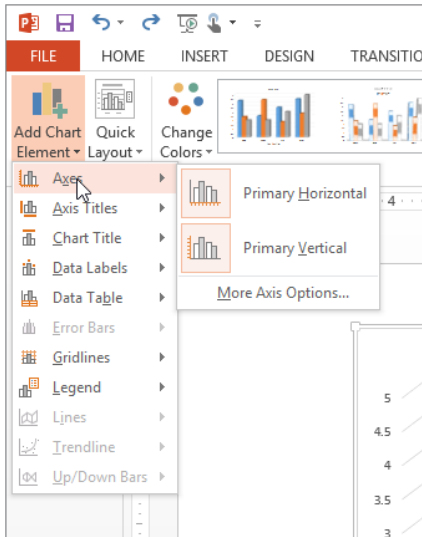 FILE HOME INSERT DESIGN TRANSITIO
Add Chart Element
Quick Layout
Change Colors
Axes
Axis Titles
Chart Title
Data Labels
Data Table
Error Bars
Gridlines
Legend
Lines
Trendline
Up/Down Bars
Primary Horizontal
Primary Vertical
More Axis Options...
4
5
4.5
4
3.5
3